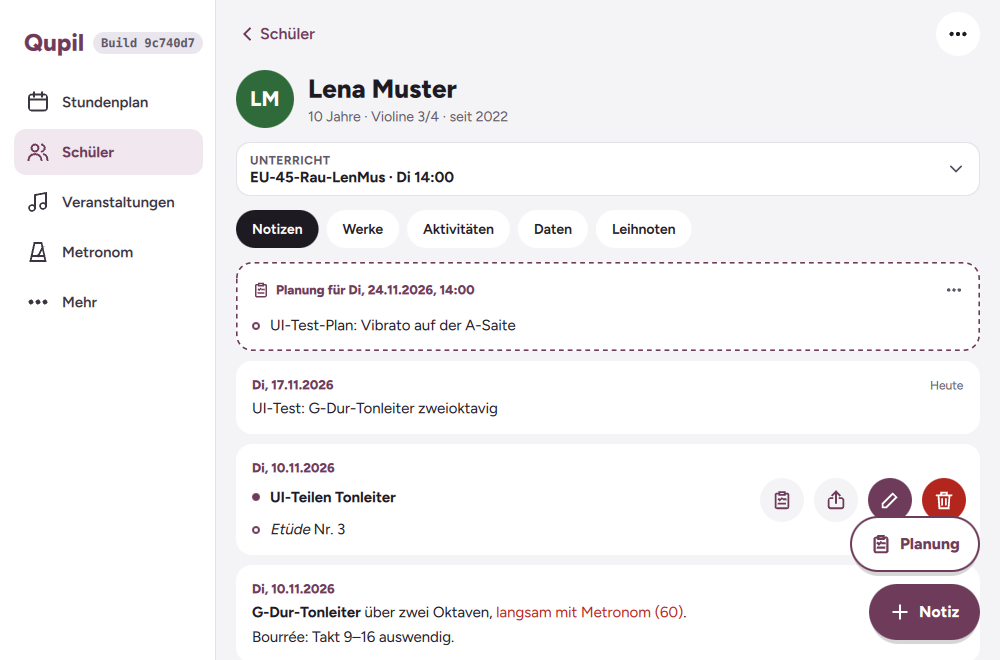 Qupil
Build 9c740d7
Stundenplan
Schüler
Veranstaltungen
Metronom
Mehr
Schüler
LM
Lena Muster
10 Jahre · Violine 3/4 · seit 2022
UNTERRICHT
EU-45-Rau-LenMus · Di 14:00
Notizen
Werke
Aktivitäten
Daten
Leihnoten
Planung für Di, 24.11.2026, 14:00
UI-Test-Plan: Vibrato auf der A-Saite
Di, 17.11.2026
Heute
UI-Test: G-Dur-Tonleiter zweioktavig
Di, 10.11.2026
UI-Teilen Tonleiter
Etüde Nr. 3
Planung
Di, 10.11.2026
G-Dur-Tonleiter über zwei Oktaven, langsam mit Metronom (60).
Bourrée: Takt 9–16 auswendig.
Notiz